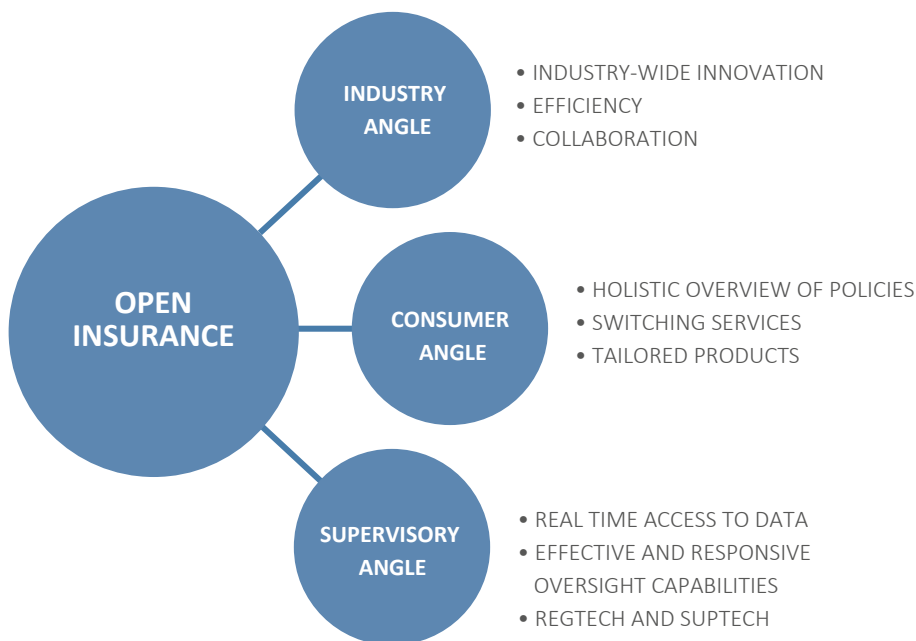 OPEN
INSURANCE
INDUSTRY
ANGLE
• INDUSTRY-WIDE INNOVATION
• EFFICIENCY
• COLLABORATION
CONSUMER
ANGLE
• HOLISTIC OVERVIEW OF POLICIES
• SWITCHING SERVICES
• TAILORED PRODUCTS
SUPERVISORY
ANGLE
• REAL TIME ACCESS TO DATA
• EFFECTIVE AND RESPONSIVE
OVERSIGHT CAPABILITIES
• REGTECH AND SUPTECH